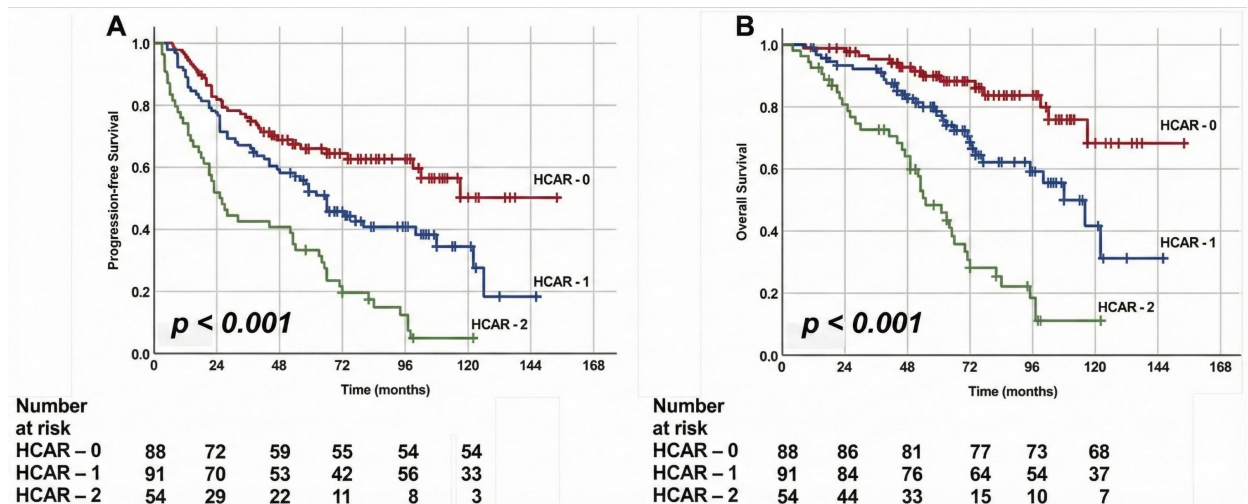 A
B
Progression-free Survival
1.0
0.8
0.6
0.4
0.2
0.0
HCAR - 0
HCAR - 1
HCAR - 2
p < 0.001
0 24 48 72 96 120 144 168
Time (months)
Overall Survival
1.0
0.8
0.6
0.4
0.2
0.0
HCAR - 0
HCAR - 1
HCAR - 2
p < 0.001
0 24 48 72 96 120 144 168
Time (months)
Number
at risk
HCAR – 0 88 72 59 55 54 54
HCAR – 1 91 70 53 42 56 33
HCAR – 2 54 29 22 11 8 3
Number
at risk
HCAR – 0 88 86 81 77 73 68
HCAR – 1 91 84 76 64 54 37
HCAR – 2 54 44 33 15 10 7